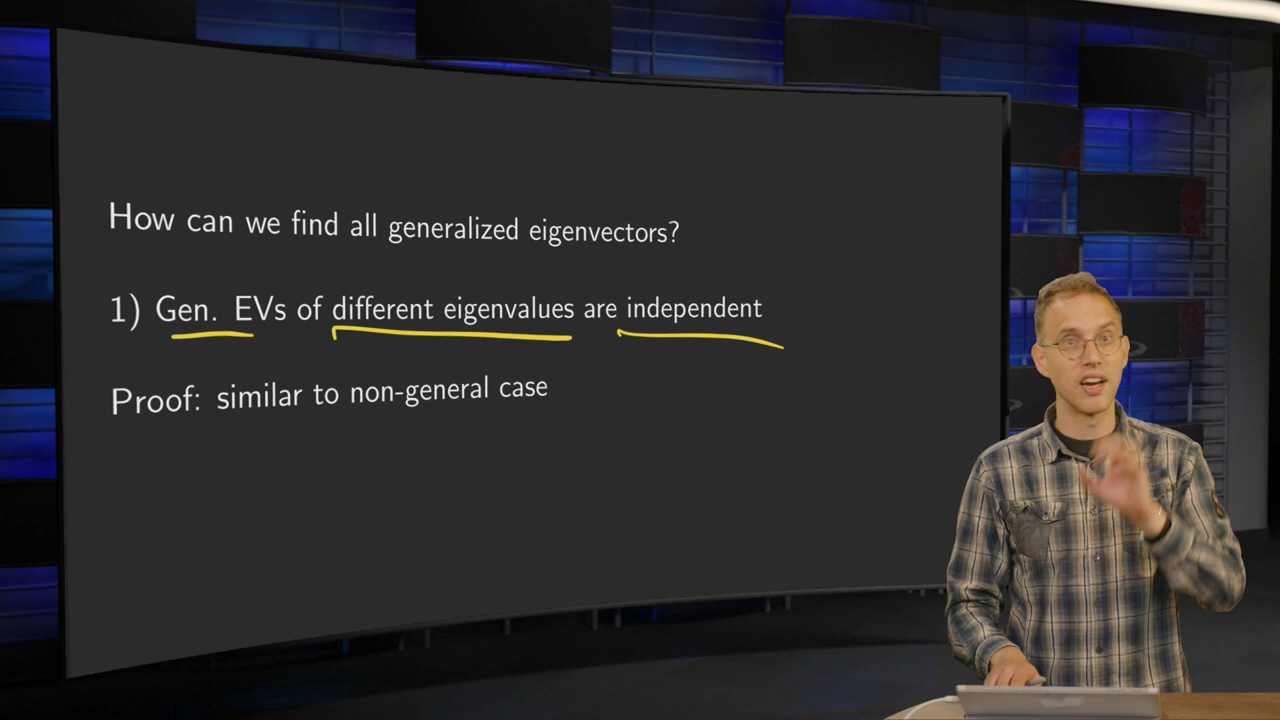 How can we find all generalized eigenvectors?
1) Gen. EVs of different eigenvalues are independent
Proof: similar to non-general case